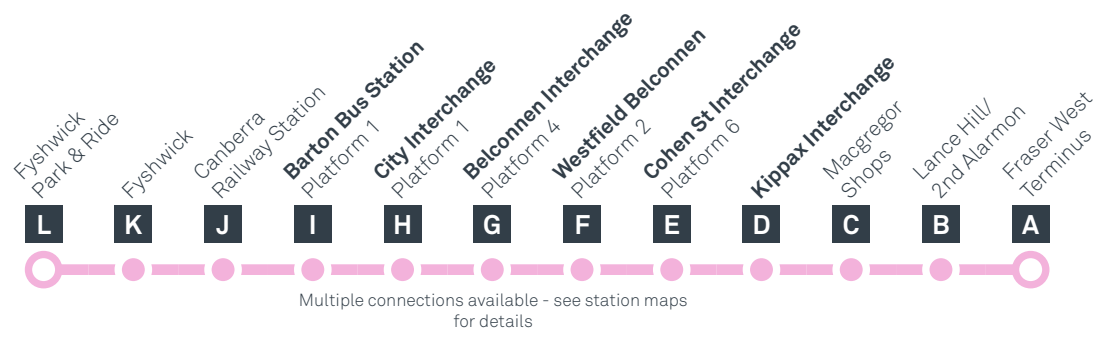 Fyshwick
Park & Ride
Fyshwick
Canberra
Railway Station
Barton Bus Station
Platform 1
City Interchange
Platform 1
Belconnen Interchange
Platform 4
Westfield Belconnen
Platform 2
Cohen St Interchange
Platform 6
Kippax Interchange
Macgregor
Shops
Lance Hill/
2nd Alarmon
Fraser West
Terminus
L K J I H G F E D C B A
Multiple connections available - see station maps
for details